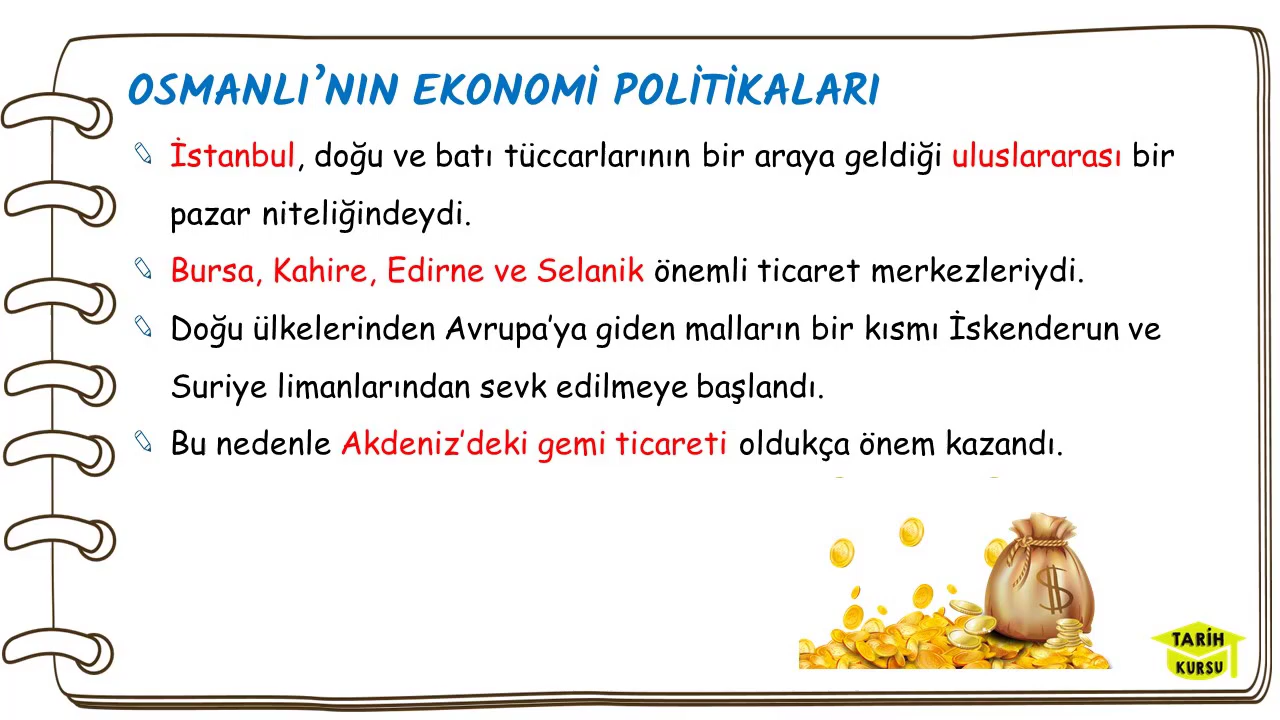 OSMANLI’NIN EKONOMİ POLİTİKALARI
İstanbul, doğu ve batı tüccarlarının bir araya geldiği uluslararası bir
pazar niteliğindeydi.
Bursa, Kahire, Edirne ve Selanik önemli ticaret merkezleriydi.
Doğu ülkelerinden Avrupa’ya giden malların bir kısmı İskenderun ve
Suriye limanlarından sevk edilmeye başlandı.
Bu nedenle Akdeniz’deki gemi ticareti oldukça önem kazandı.
$
TARİH
KURSU